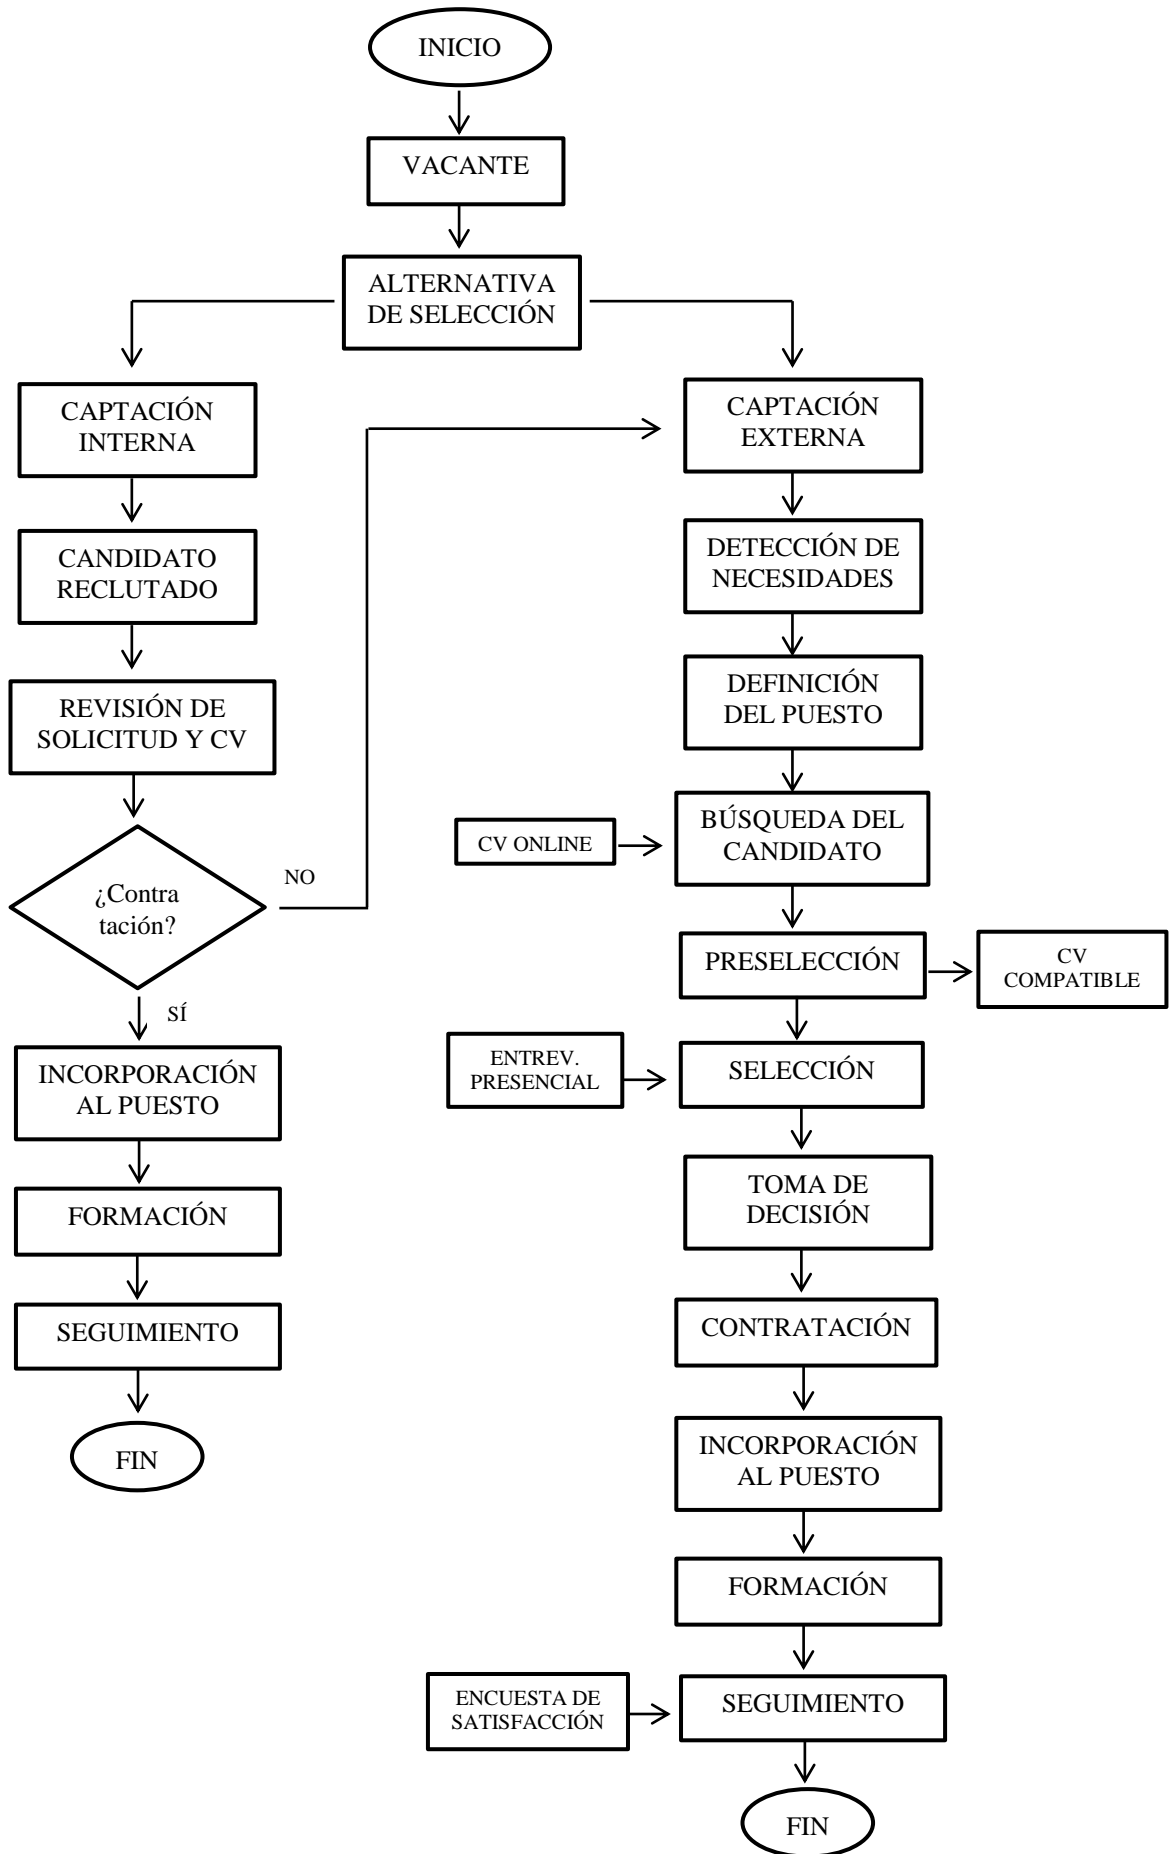 INICIO
VACANTE
ALTERNATIVA
DE SELECCIÓN
CAPTACIÓN
INTERNA
CANDIDATO
RECLUTADO
REVISIÓN DE
SOLICITUD Y CV
¿Contra
tación?
NO
SÍ
INCORPORACIÓN
AL PUESTO
FORMACIÓN
SEGUIMIENTO
FIN
CAPTACIÓN
EXTERNA
DETECCIÓN DE
NECESIDADES
DEFINICIÓN
DEL PUESTO
CV ONLINE
BÚSQUEDA DEL
CANDIDATO
PRESELECCIÓN
CV
COMPATIBLE
ENTREV.
PRESENCIAL
SELECCIÓN
TOMA DE
DECISIÓN
CONTRATACIÓN
INCORPORACIÓN
AL PUESTO
FORMACIÓN
ENCUESTA DE
SATISFACCIÓN
SEGUIMIENTO
FIN